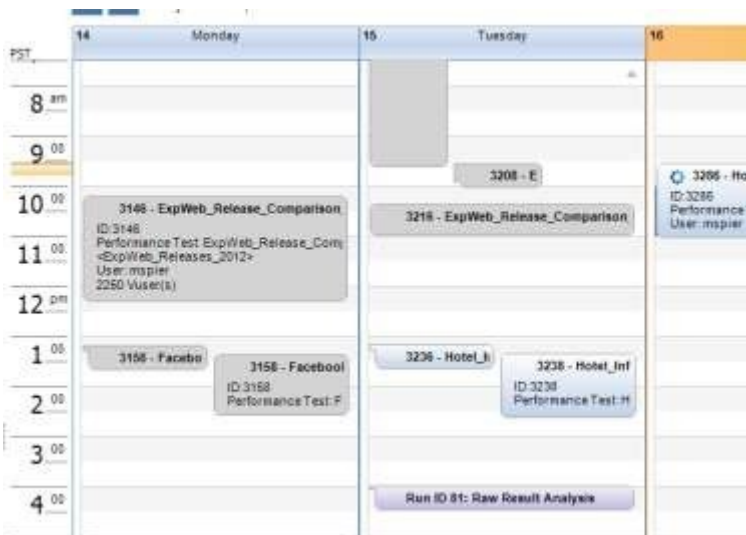 14 Monday
15 Tuesday
16
PST
8 am
9 00
10 00
11 00
12 pm
1 00
2 00
3 00
4 00
3146 - ExpWeb_Release_Comparison
ID:3146
Performance Test:ExpWeb_Release_Comp
<ExpWeb_Releases_2012>
User:mspier
2250 Vuser(s)
3158 - Facebo
3158 - Facebool
ID:3158
Performance Test:F
3208 - E
3216 - ExpWeb_Release_Comparison
3236 - Hotel_I
3238 - Hotel_Inf
ID:3238
Performance Test:H
Run ID 81: Raw Result Analysis
3286 - Ho
ID:3286
Performance
User:mspier